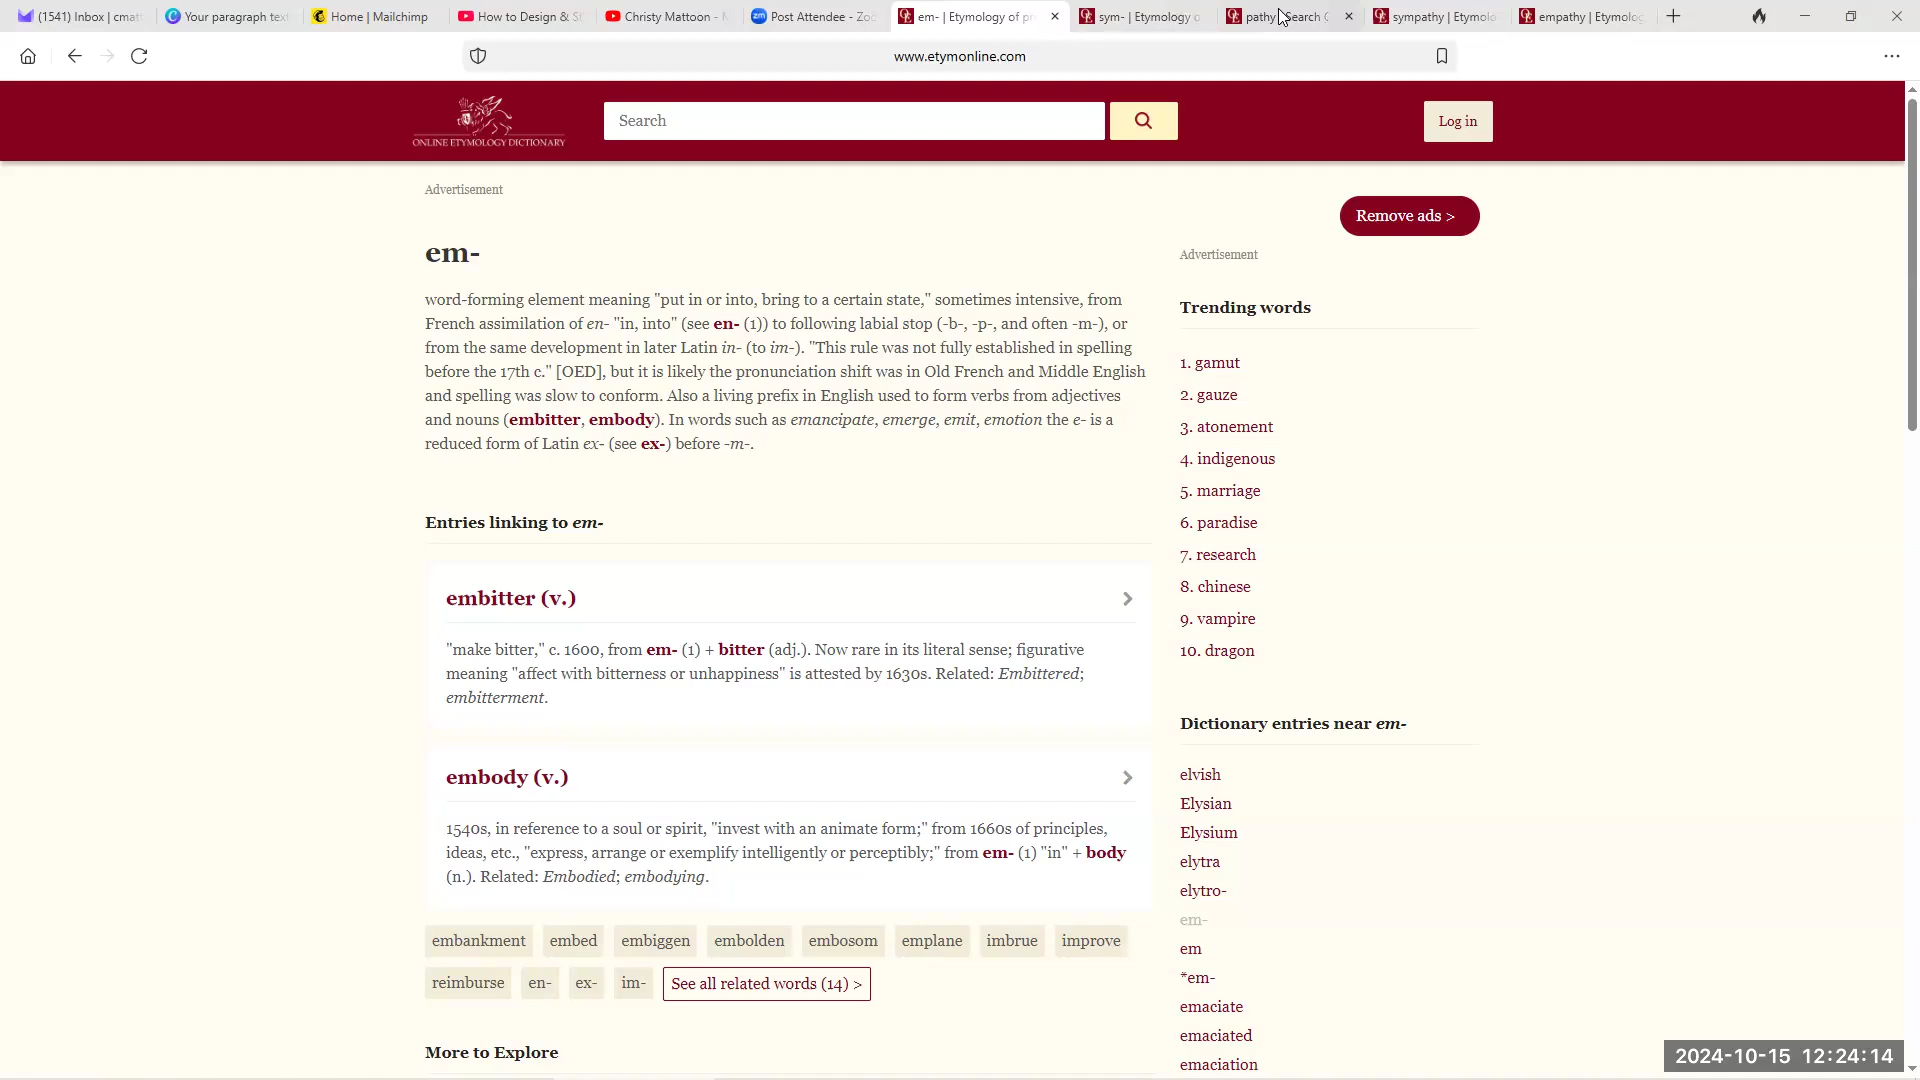 (1541) Inbox | cmat
Your paragraph text
Home | Mailchimp
How to Design & S
Christy Mattoon -
Post Attendee - Zoo
em- | Etymology of pr
sym- | Etymology o
pathy Search
sympathy | Etymolo
empathy | Etymolog
www.etymonline.com
ONLINE ETYMOLOGY DICTIONARY
Search
Log in
Advertisement
Remove ads >
em-
word-forming element meaning "put in or into, bring to a certain state," sometimes intensive, from
French assimilation of en- "in, into" (see en- (1)) to following labial stop (-b-, -p-, and often -m-), or
from the same development in later Latin in- (to im-). "This rule was not fully established in spelling
before the 17th c." [OED], but it is likely the pronunciation shift was in Old French and Middle English
and spelling was slow to conform. Also a living prefix in English used to form verbs from adjectives
and nouns (embitter, embody). In words such as emancipate, emerge, emit, emotion the e- is a
reduced form of Latin ex- (see ex-) before -m-.
Entries linking to em-
embitter (v.)
"make bitter," c. 1600, from em- (1) + bitter (adj.). Now rare in its literal sense; figurative
meaning "affect with bitterness or unhappiness" is attested by 1630s. Related: Embittered;
embitterment.
embody (v.)
1540s, in reference to a soul or spirit, "invest with an animate form;" from 1660s of principles,
ideas, etc., "express, arrange or exemplify intelligently or perceptibly;" from em- (1) "in" + body
(n.). Related: Embodied; embodying.
embankment embed embiggen embolden embosom emplane imbrue improve
reimburse en- ex- im- See all related words (14) >
More to Explore
Advertisement
Trending words
1. gamut
2. gauze
3. atonement
4. indigenous
5. marriage
6. paradise
7. research
8. chinese
9. vampire
10. dragon
Dictionary entries near em-
elvish
Elysian
Elysium
elytra
elytro-
em-
em
*em-
emaciate
emaciated
emaciation
2024-10-15 12:24:14